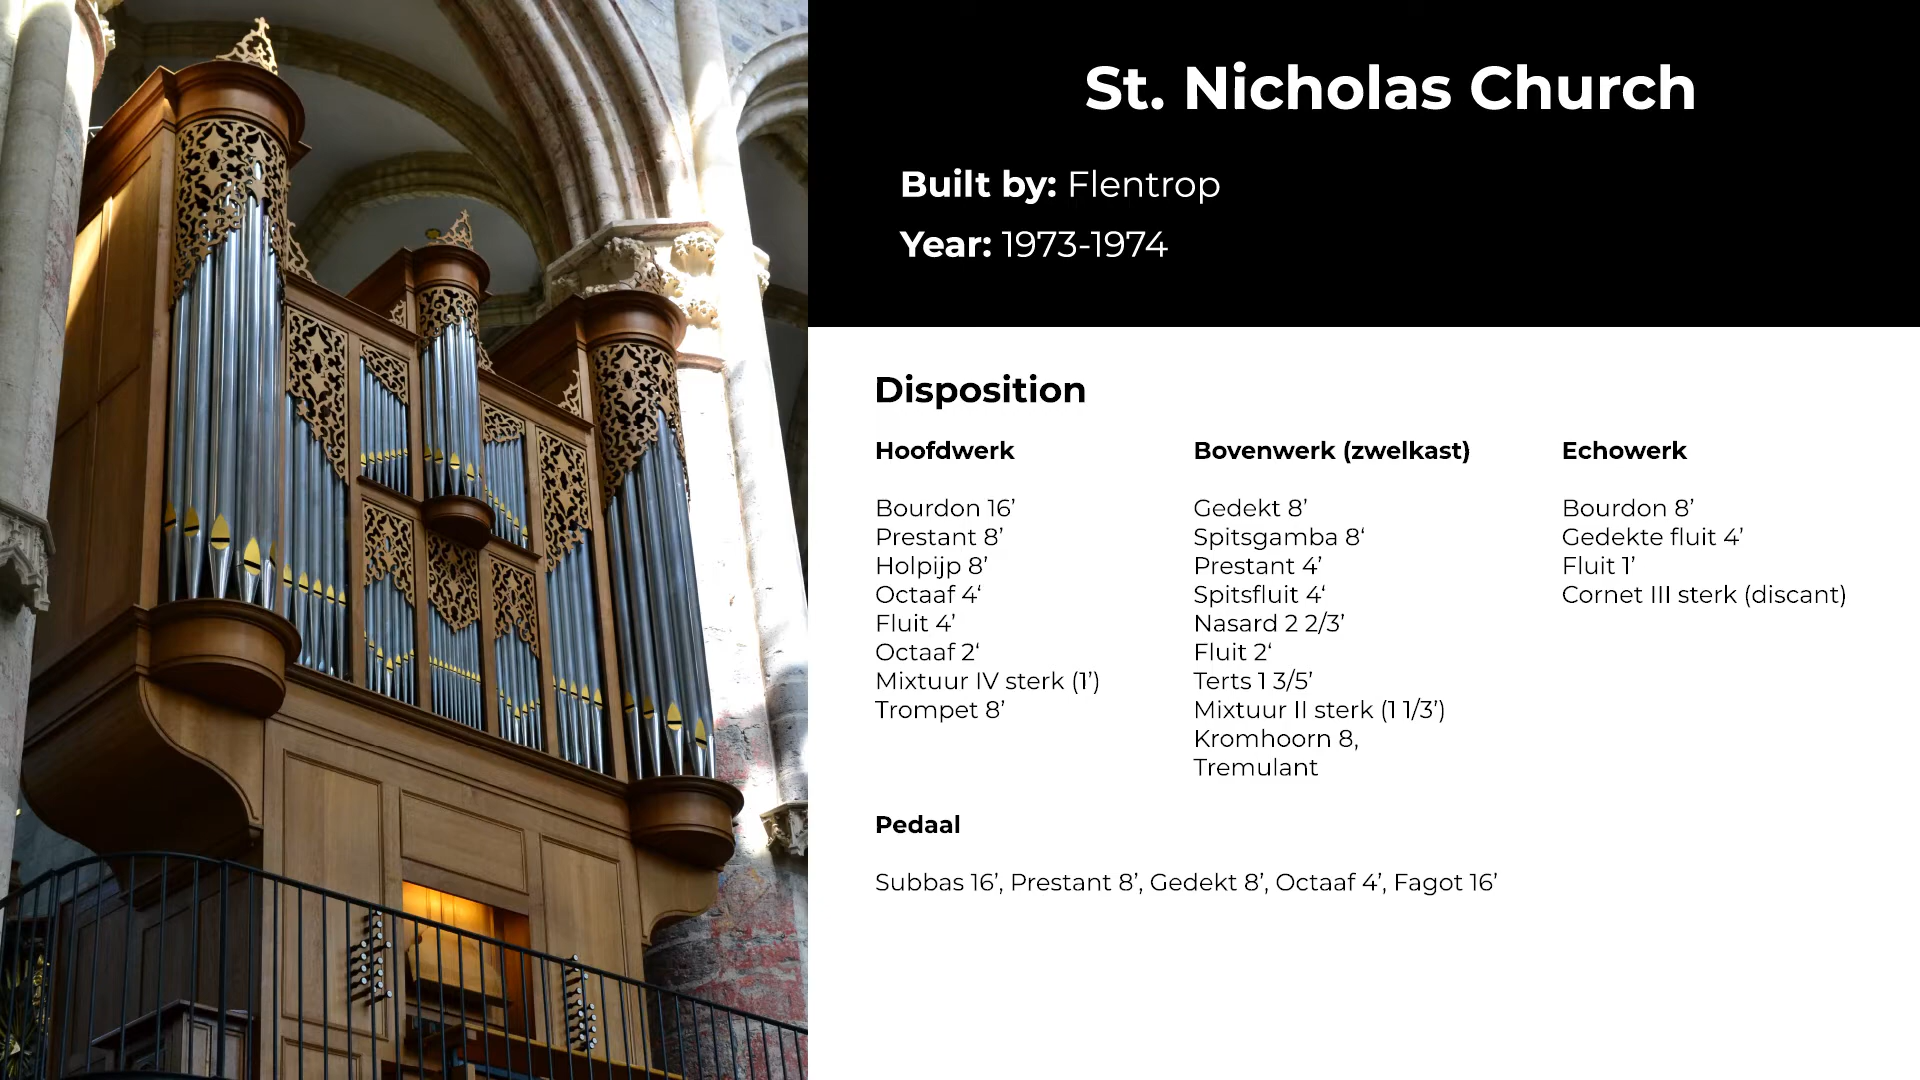 St. Nicholas Church
Built by: Flentrop
Year: 1973-1974
Disposition
Hoofdwerk
Bourdon 16’
Prestant 8’
Holpijp 8’
Octaaf 4‘
Fluit 4’
Octaaf 2‘
Mixtuur IV sterk (1’)
Trompet 8’
Bovenwerk (zwelkast)
Gedekt 8’
Spitsgamba 8‘
Prestant 4’
Spitsfluit 4‘
Nasard 2 2/3’
Fluit 2‘
Terts 1 3/5’
Mixtuur II sterk (1 1/3’)
Kromhoorn 8,
Tremulant
Echowerk
Bourdon 8’
Gedekte fluit 4’
Fluit 1’
Cornet III sterk (discant)
Pedaal
Subbas 16’, Prestant 8’, Gedekt 8’, Octaaf 4’, Fagot 16’